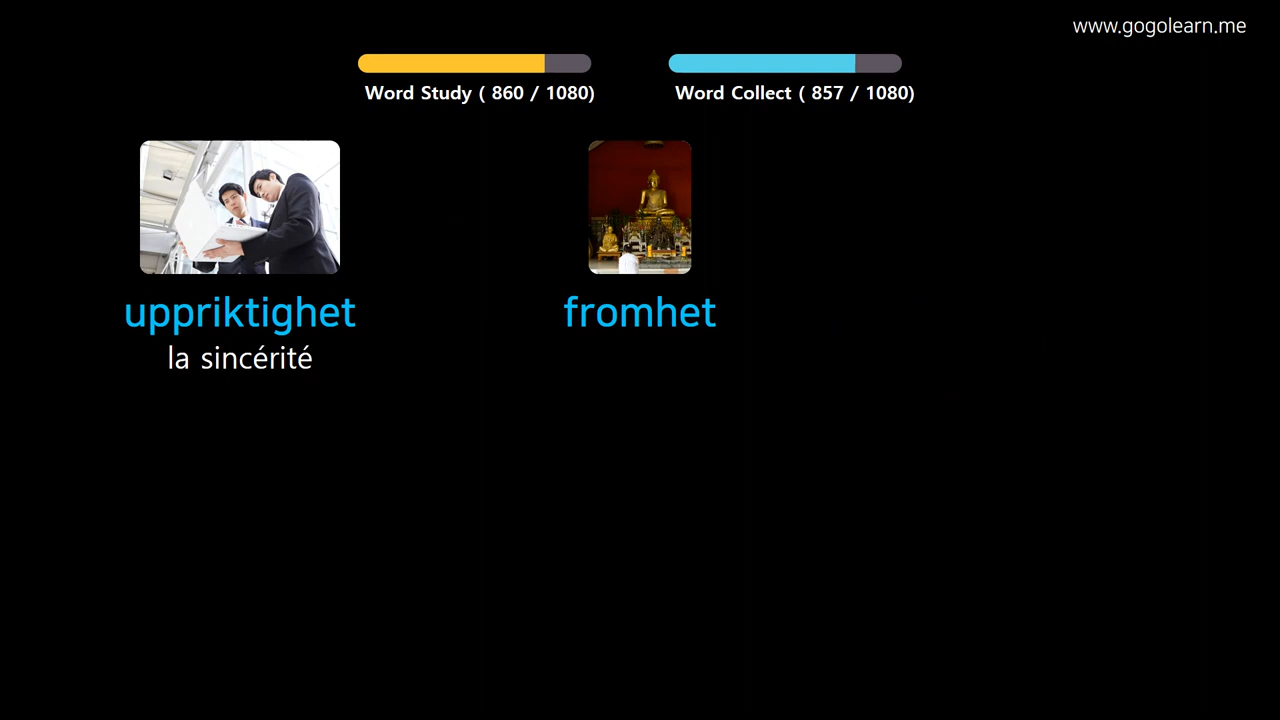 www.gogolearn.me
Word Study ( 860 / 1080)
Word Collect ( 857 / 1080)
uppriktighet
la sincérité
fromhet